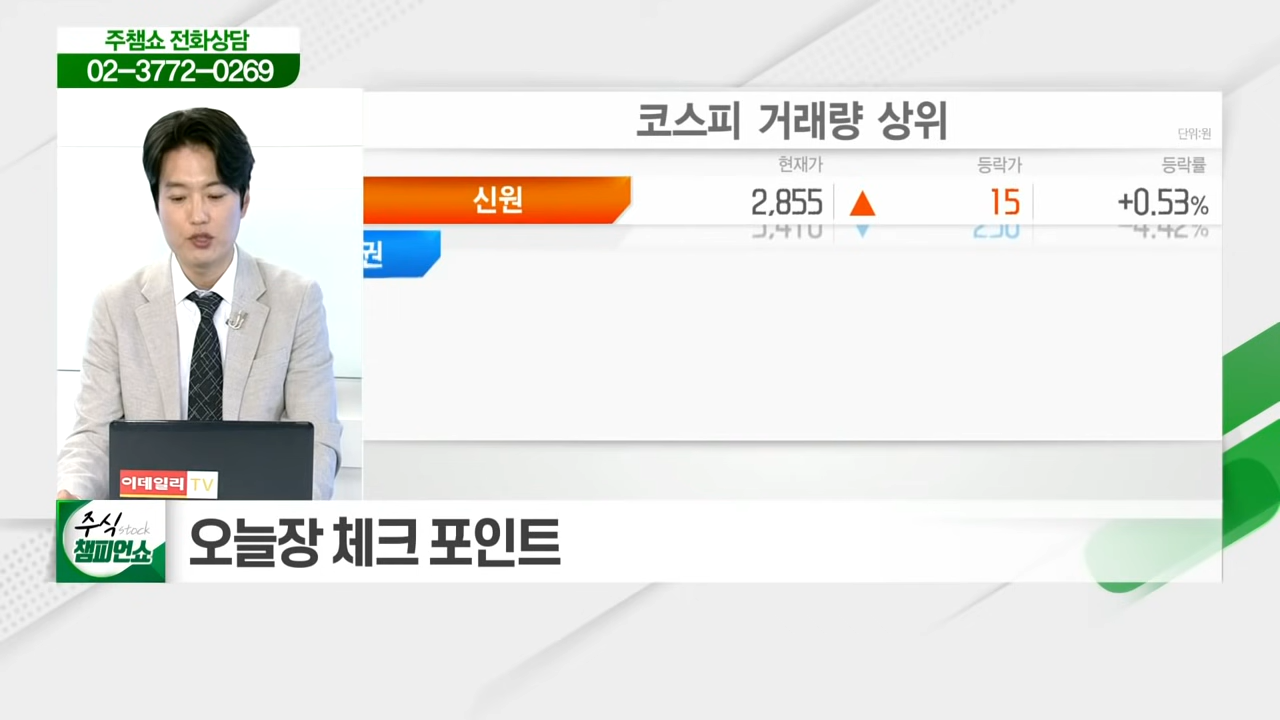 주챔쇼 전화상담
02-3772-0269
코스피 거래량 상위
단위:원
현재가 등락가 등락률
신원 2,855 ▲ 15 +0.53%
권
이데일리 TV
주식 stock
챔피언쇼
오늘장 체크 포인트